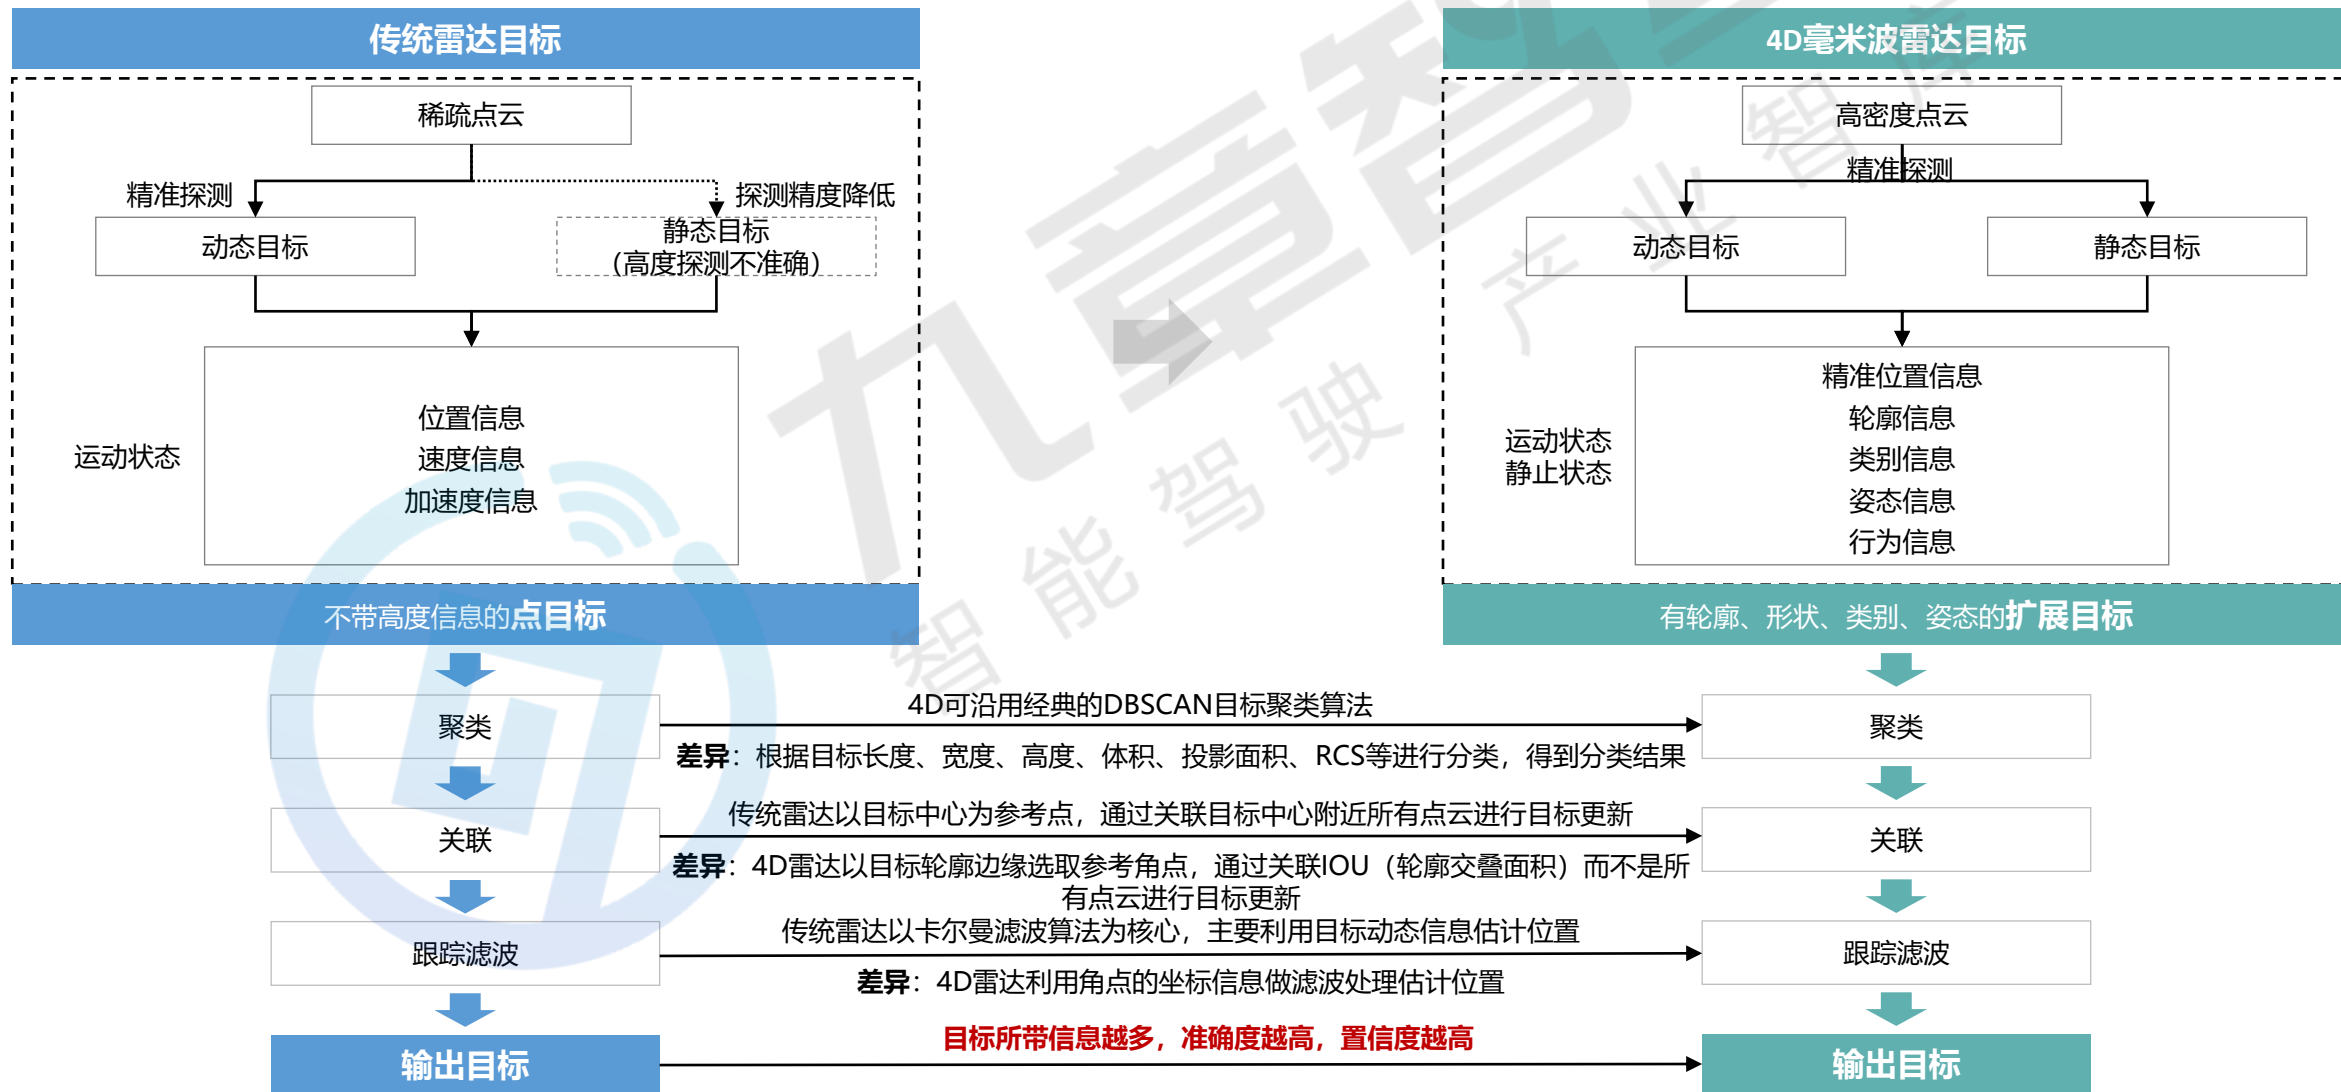 传统雷达目标
稀疏点云
精准探测
探测精度降低
动态目标
静态目标
（高度探测不准确）
运动状态
位置信息
速度信息
加速度信息
不带高度信息的点目标
4D毫米波雷达目标
高密度点云
精准探测
动态目标
静态目标
运动状态
静止状态
精准位置信息
轮廓信息
类别信息
姿态信息
行为信息
有轮廓、形状、类别、姿态的扩展目标
聚类
4D可沿用经典的DBSCAN目标聚类算法
差异：根据目标长度、宽度、高度、体积、投影面积、RCS等进行分类，得到分类结果
聚类
关联
传统雷达以目标中心为参考点，通过关联目标中心附近所有点云进行目标更新
差异：4D雷达以目标轮廓边缘选取参考角点，通过关联IOU（轮廓交叠面积）而不是所
有点云进行目标更新
关联
跟踪滤波
传统雷达以卡尔曼滤波算法为核心，主要利用目标动态信息估计位置
差异：4D雷达利用角点的坐标信息做滤波处理估计位置
跟踪滤波
输出目标
目标所带信息越多，准确度越高，置信度越高
输出目标
九章智
智能驾驶产业智库